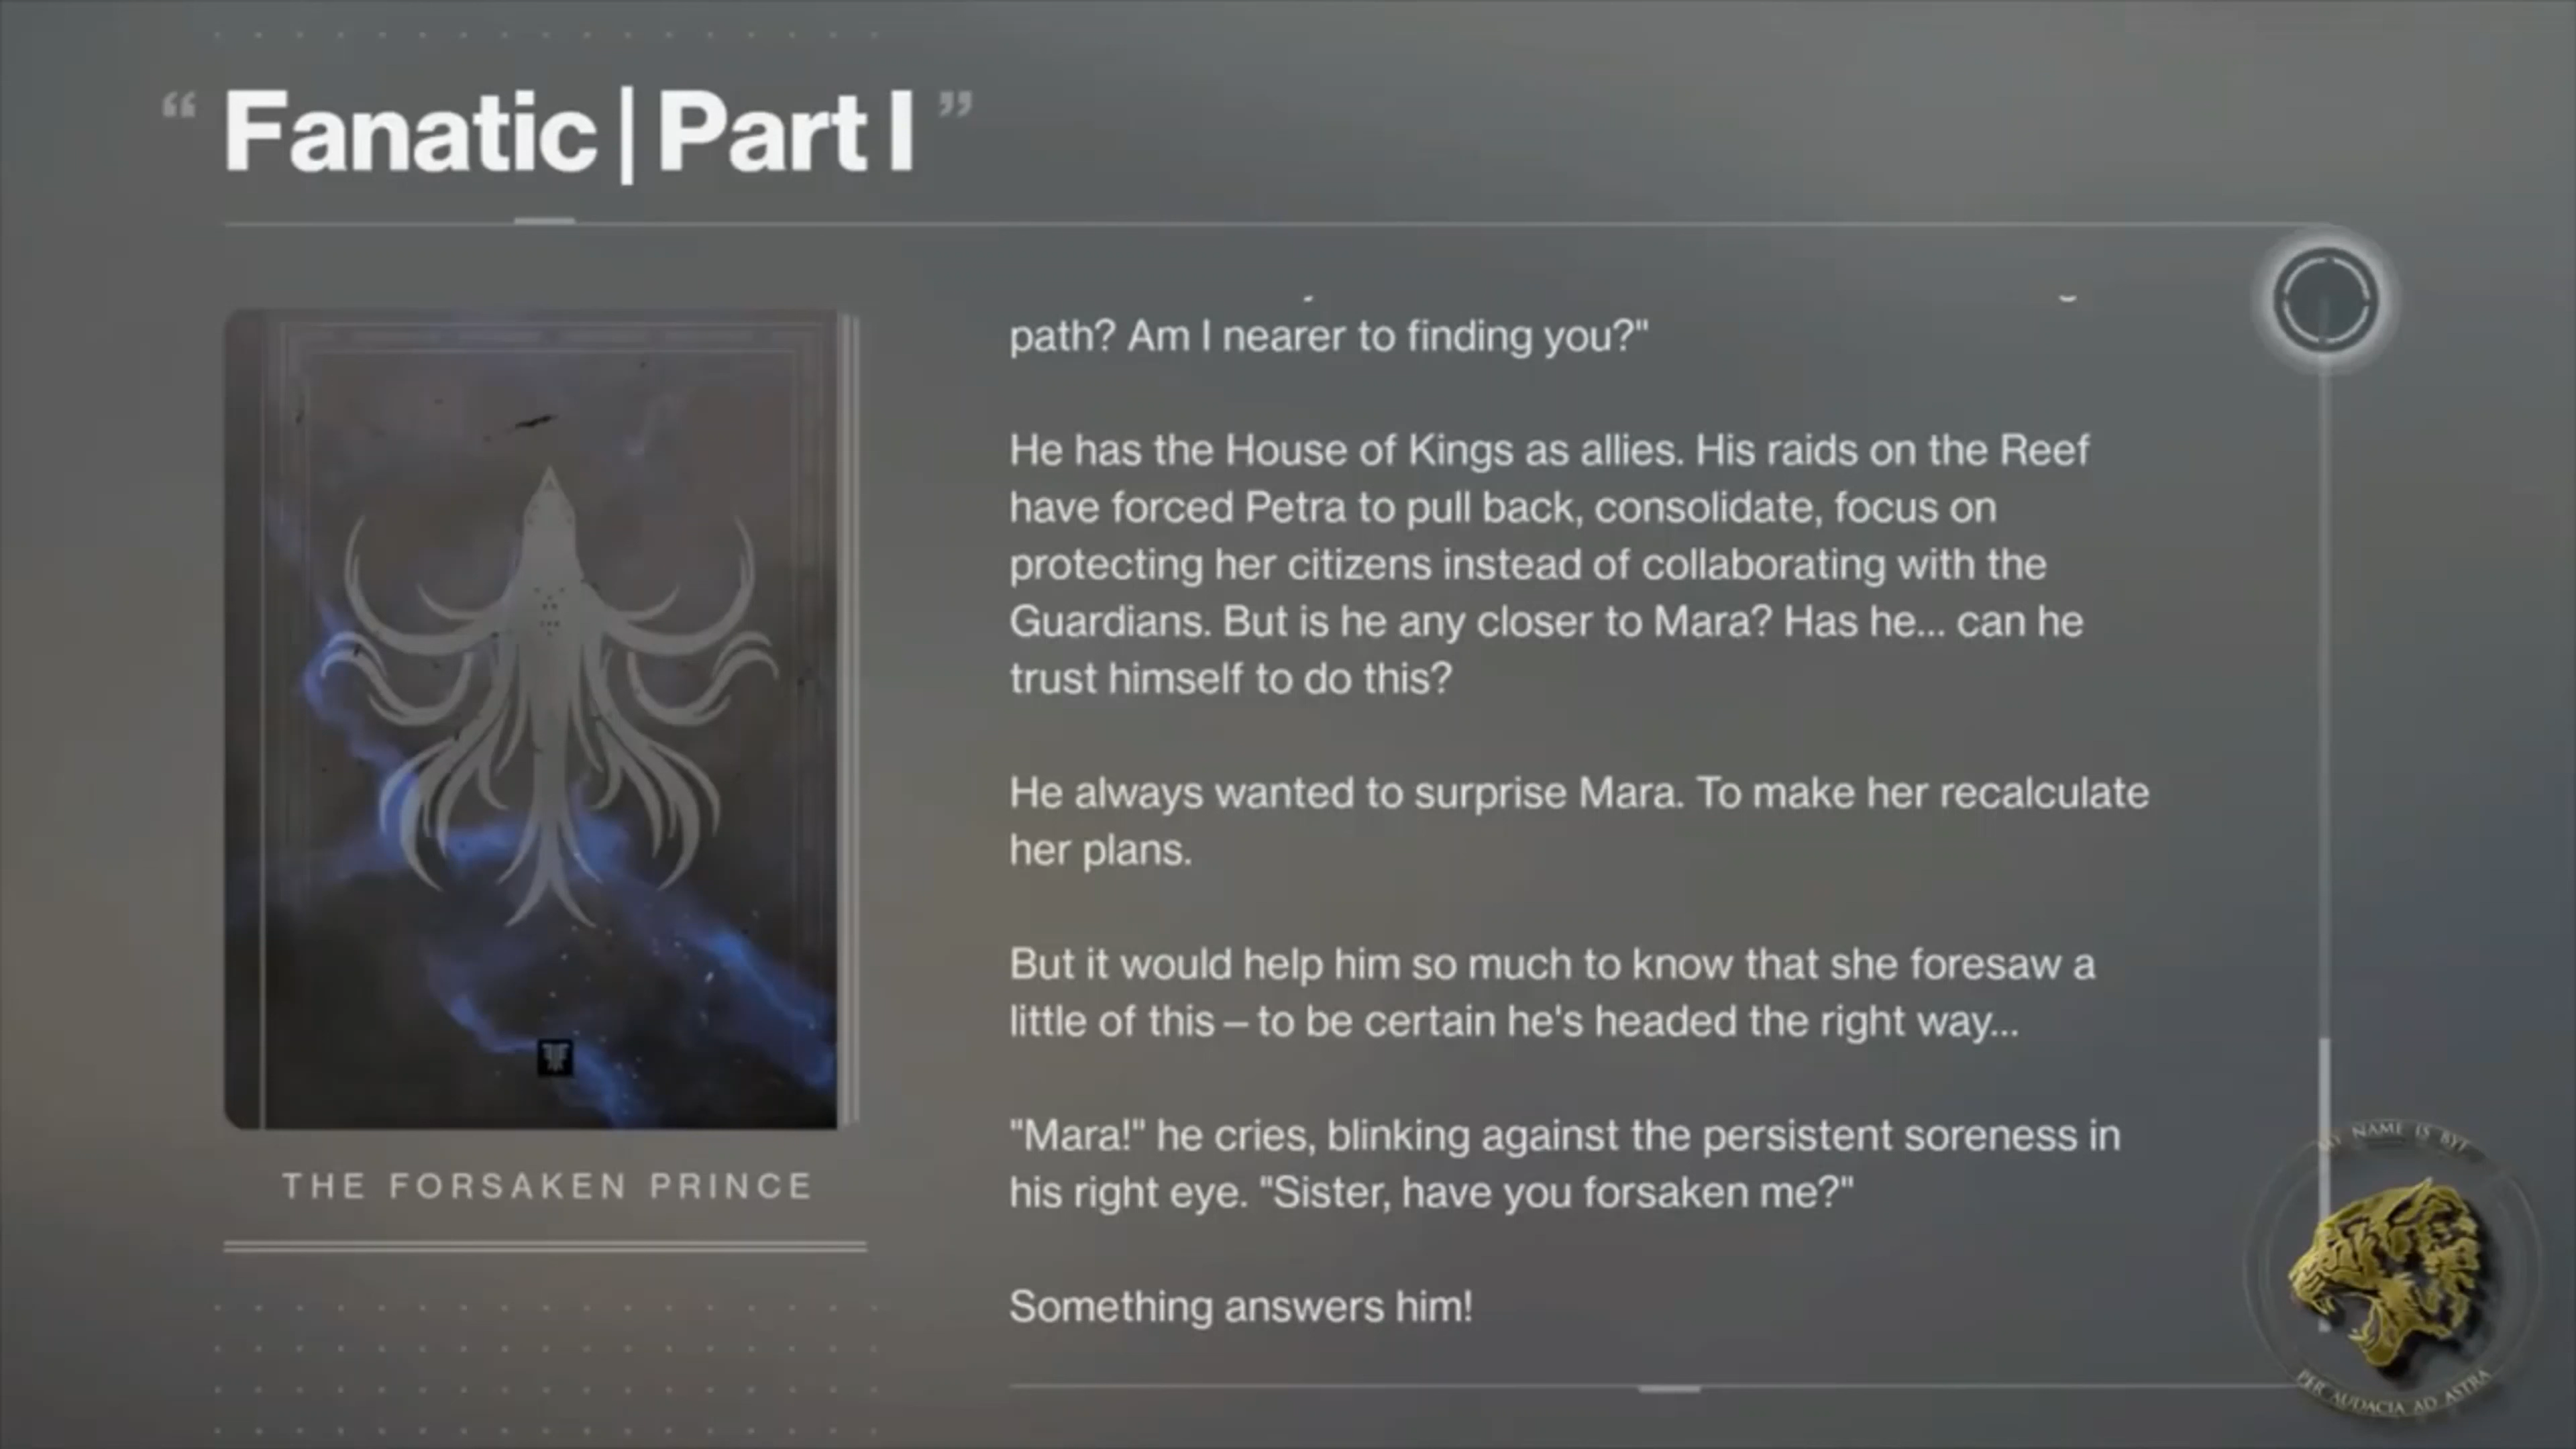 “ Fanatic | Part I ”
path? Am I nearer to finding you?"
He has the House of Kings as allies. His raids on the Reef
have forced Petra to pull back, consolidate, focus on
protecting her citizens instead of collaborating with the
Guardians. But is he any closer to Mara? Has he... can he
trust himself to do this?
He always wanted to surprise Mara. To make her recalculate
her plans.
But it would help him so much to know that she foresaw a
little of this – to be certain he's headed the right way...
"Mara!" he cries, blinking against the persistent soreness in
his right eye. "Sister, have you forsaken me?"
Something answers him!
THE FORSAKEN PRINCE
MY NAME IS BYF
PER AUDACIA AD ASTRA